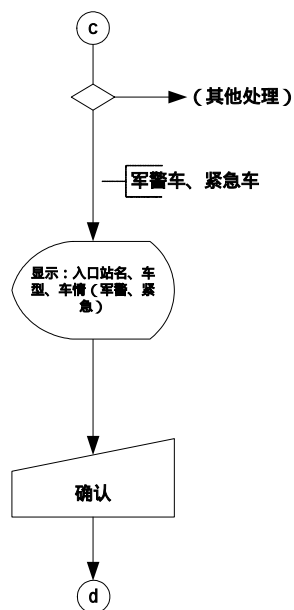 c
（其他处理）
军警车、紧急车
显示：入口站名、车
型、车情（军警、紧
急）
确认
d